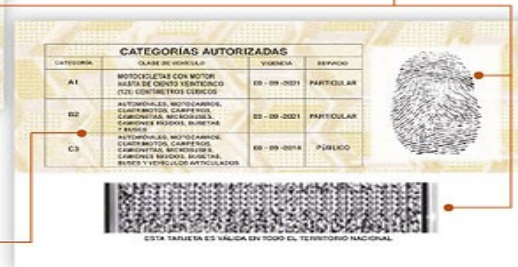 CATEGORÍAS AUTORIZADAS
CATEGORÍA CLASE DE VEHÍCULO VIGENCIA SERVICIO
A1 MOTOCICLETAS CON MOTOR HASTA DE CIENTO VEINTICINCO (125) CENTÍMETROS CÚBICOS 05 - 09 -2021 PARTICULAR
B2 AUTOMÓVILES, MOTOCARROS, CUATRIMOTOS, CAMPEROS, CAMIONETAS, MICROBUSES, CAMIONES RÍGIDOS, BUSETAS Y BUSES 05 - 09 -2021 PARTICULAR
C3 AUTOMÓVILES, MOTOCARROS, CUATRIMOTOS, CAMPEROS, CAMIONETAS, MICROBUSES, CAMIONES RÍGIDOS, BUSETAS, BUSES Y VEHÍCULOS ARTICULADOS 09 -2014 PÚBLICO
ESTA TARJETA ES VÁLIDA EN TODO EL TERRITORIO NACIONAL